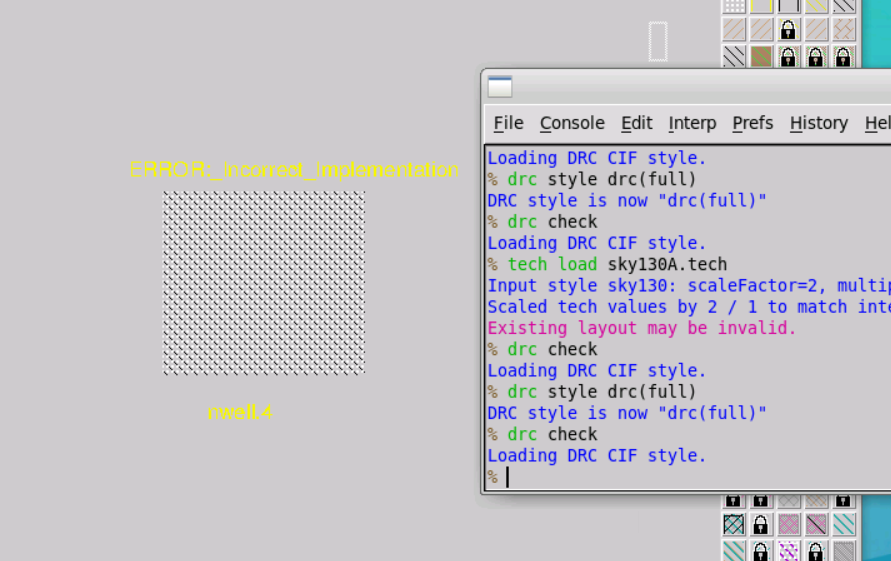 ERROR:_Incorrect_Implementation
nwell.4
File Console Edit Interp Prefs History Hel
Loading DRC CIF style.
% drc style drc(full)
DRC style is now "drc(full)"
% drc check
Loading DRC CIF style.
% tech load sky130A.tech
Input style sky130: scaleFactor=2, multip
Scaled tech values by 2 / 1 to match inte
Existing layout may be invalid.
% drc check
Loading DRC CIF style.
% drc style drc(full)
DRC style is now "drc(full)"
% drc check
Loading DRC CIF style.
%